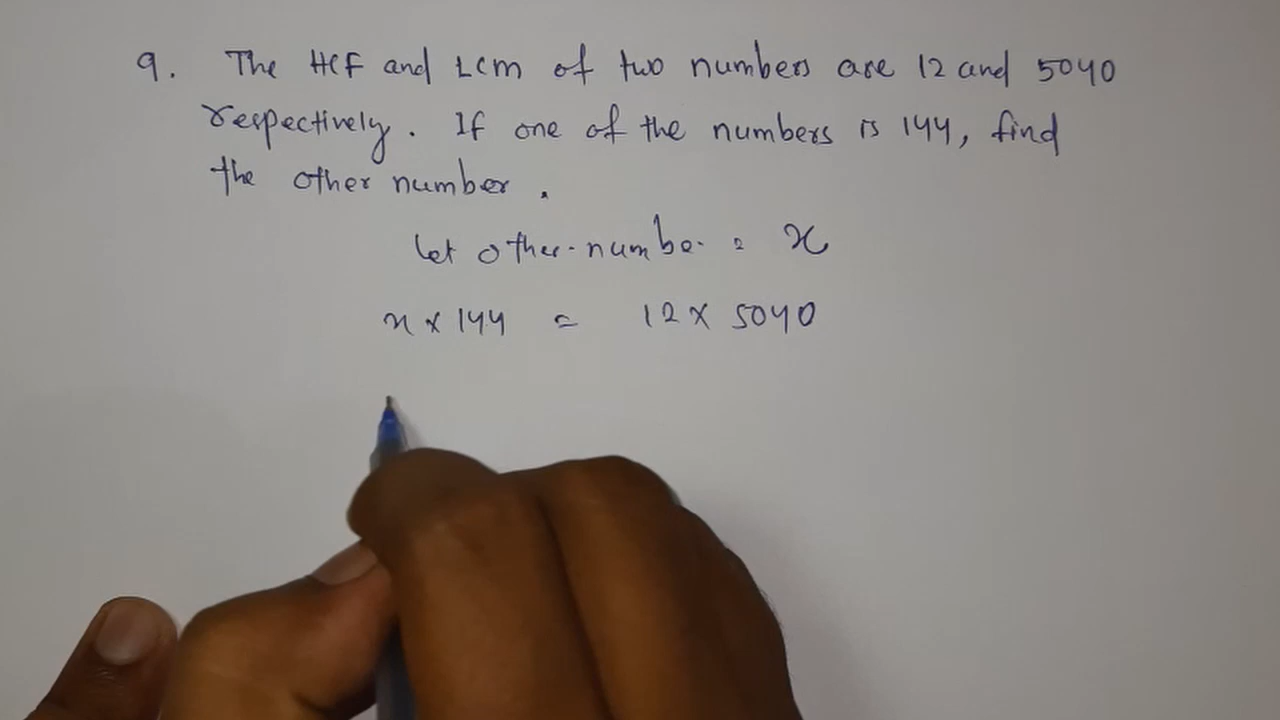 9. The HCF and LCM of two numbers are 12 and 5040
respectively. If one of the numbers is 144, find
the other number.
let other number = x
x × 144 = 12 × 5040